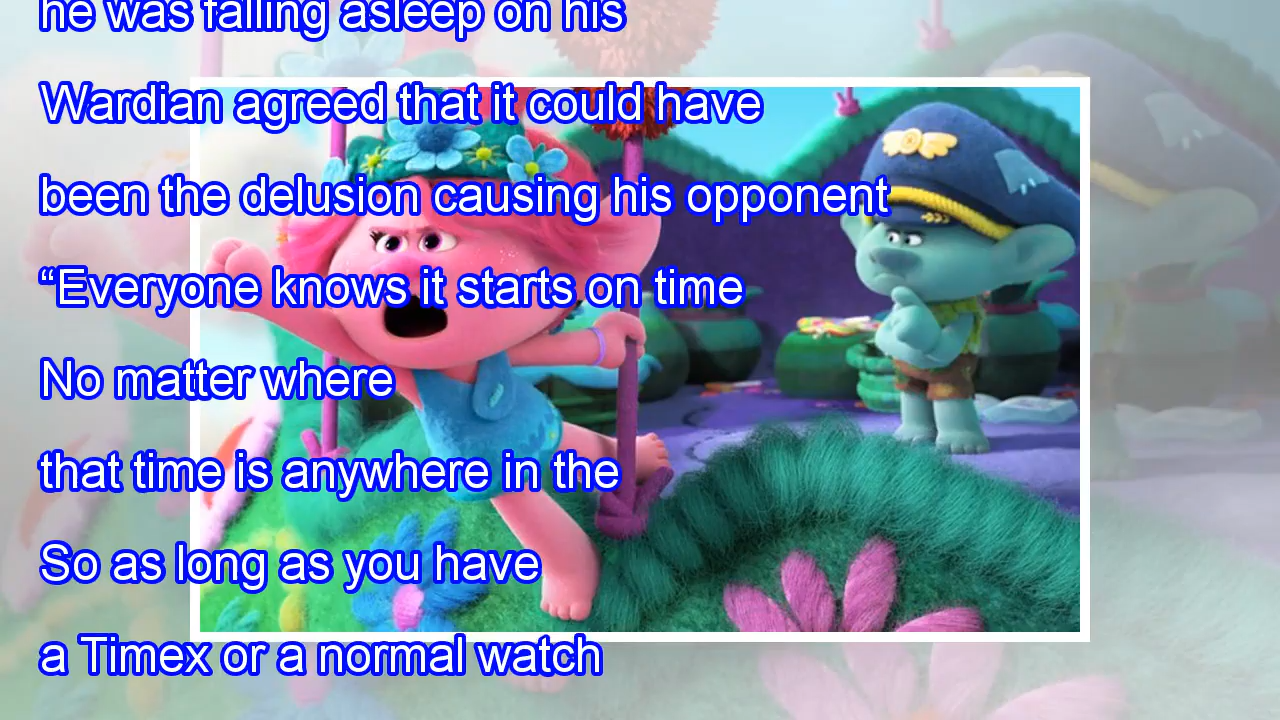 he was falling asleep on his
Wardian agreed that it could have
been the delusion causing his opponent
“Everyone knows it starts on time
No matter where
that time is anywhere in the
So as long as you have
a Timex or a normal watch